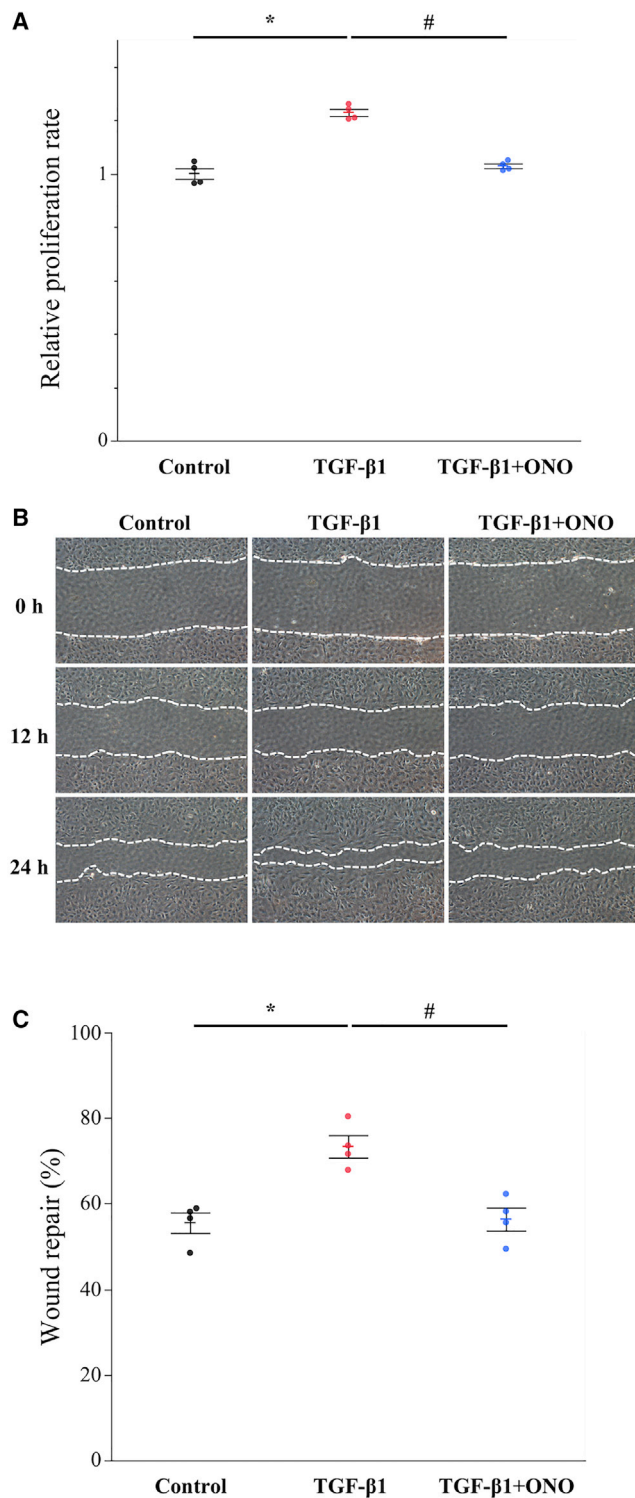 A
* #
Relative proliferation rate
1
0
Control TGF-β1 TGF-β1+ONO
B
Control TGF-β1 TGF-β1+ONO
0 h
12 h
24 h
C
* #
Wound repair (%)
100
80
60
40
20
0
Control TGF-β1 TGF-β1+ONO